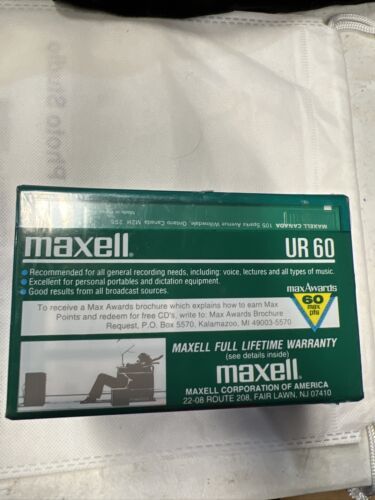 Photo Studio
MAXELL CANADA 105 Sparks Avenue Willowdale, Ontario Canada M2H 2S5
Made in
maxell UR 60
Recommended for all general recording needs, including: voice, lectures and all types of music.
Excellent for personal portables and dictation equipment.
Good results from all broadcast sources.
maxAwards
60
max
pts
To receive a Max Awards brochure which explains how to earn Max
Points and redeem for free CD's, write to: Max Awards Brochure
Request, P.O. Box 5570, Kalamazoo, MI 49003-5570
MAXELL FULL LIFETIME WARRANTY
(see details inside)
maxell
MAXELL CORPORATION OF AMERICA
22-08 ROUTE 208, FAIR LAWN, NJ 07410